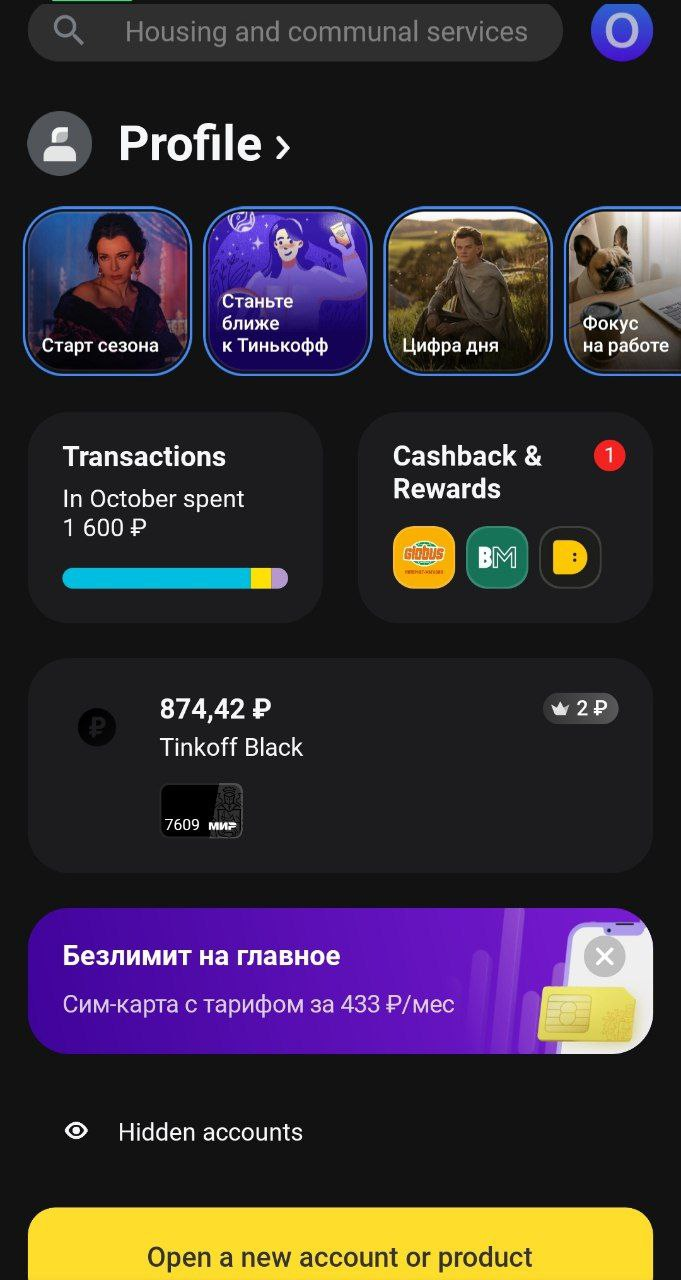 Housing and communal services
O
Profile ›
Старт сезона
Станьте
ближе
к Тинькофф
Цифра дня
Фокус
на работе
Transactions
In October spent
1 600 ₽
Cashback &
Rewards
1
Globus
ВМ
874,42 ₽
2 ₽
Tinkoff Black
7609 МИР
Безлимит на главное
Сим-карта с тарифом за 433 ₽/мес
Hidden accounts
Open a new account or product